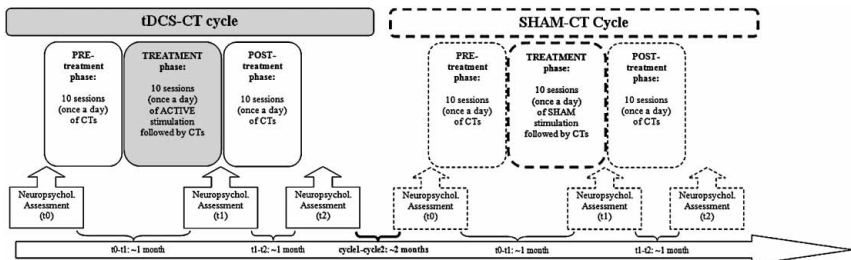 tDCS-CT cycle
SHAM-CT Cycle
PRE-
treatment
phase:
10 sessions
(once a day)
of CTs
TREATMENT
phase:
10 sessions
(once a day)
of ACTIVE
stimulation
followed by CTs
POST-
treatment
phase:
10 sessions
(once a day)
of CTs
PRE-
treatment
phase:
10 sessions
(once a day)
of CTs
TREATMENT
phase:
10 sessions
(once a day)
of SHAM
stimulation
followed by CTs
POST-
treatment
phase:
10 sessions
(once a day)
of CTs
Neuropsychol.
Assessment
(t0)
Neuropsychol.
Assessment
(t1)
Neuropsychol.
Assessment
(t2)
Neuropsychol.
Assessment
(t0)
Neuropsychol.
Assessment
(t1)
Neuropsychol.
Assessment
(t2)
t0-t1: ~1 month
t1-t2: ~1 month
cycle1-cycle2: ~2 months
t0-t1: ~1 month
t1-t2: ~1 month